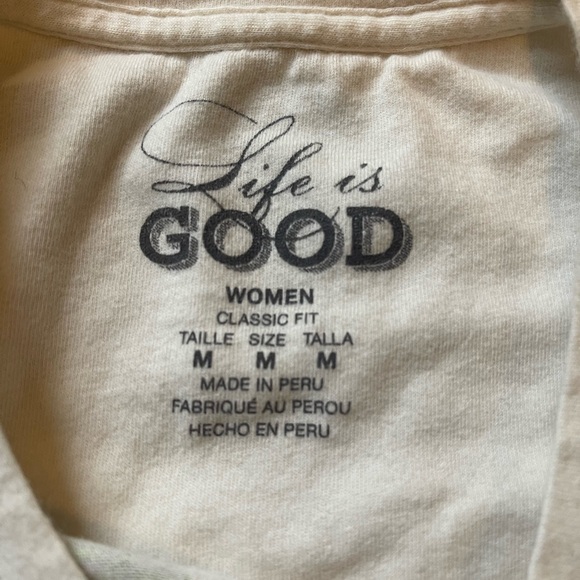 Life is
GOOD
WOMEN
CLASSIC FIT
TAILLE SIZE TALLA
M M M
MADE IN PERU
FABRIQUÉ AU PEROU
HECHO EN PERU